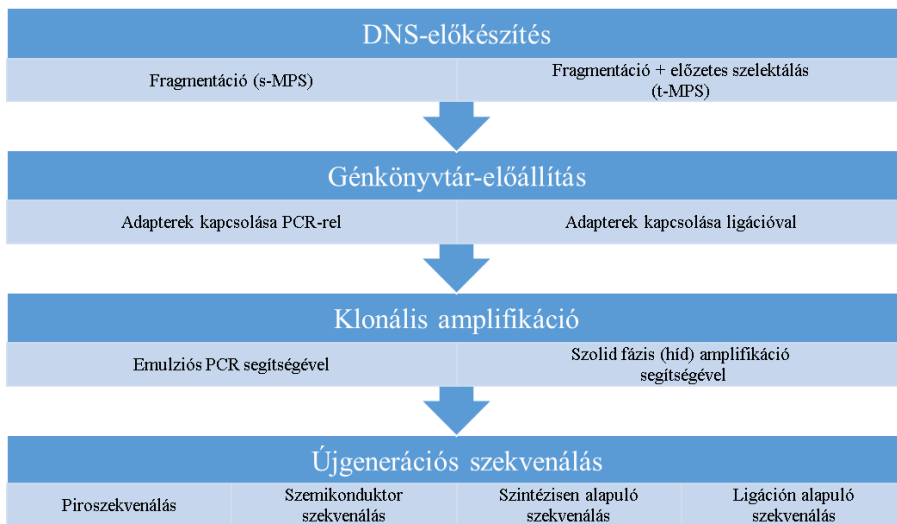 DNS-előkészítés
Fragmentáció (s-MPS)
Fragmentáció + előzetes szelektálás
(t-MPS)
Génkönyvtár-előállítás
Adapterek kapcsolása PCR-rel
Adapterek kapcsolása ligációval
Klonális amplifikáció
Emulziós PCR segítségével
Szolid fázis (híd) amplifikáció
segítségével
Újgenerációs szekvenálás
Piroszekvenálás
Szemikonduktor
szekvenálás
Szintézisen alapuló
szekvenálás
Ligáción alapuló
szekvenálás